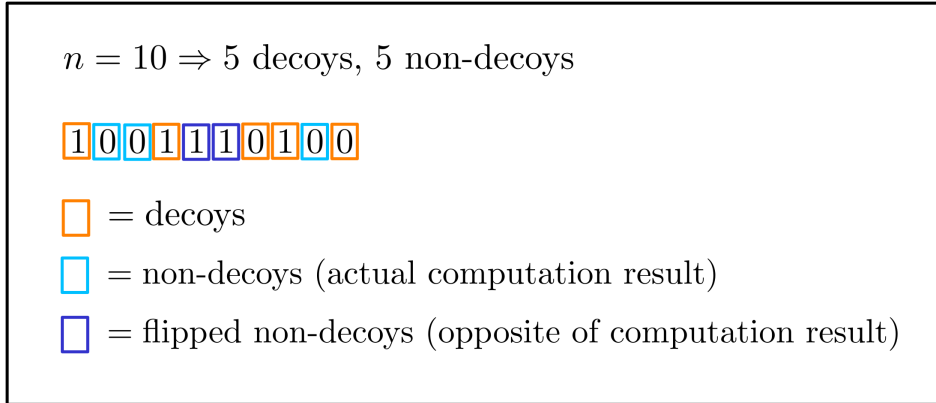 n = 10 ⇒ 5 decoys, 5 non-decoys
1001110100
= decoys
= non-decoys (actual computation result)
= flipped non-decoys (opposite of computation result)